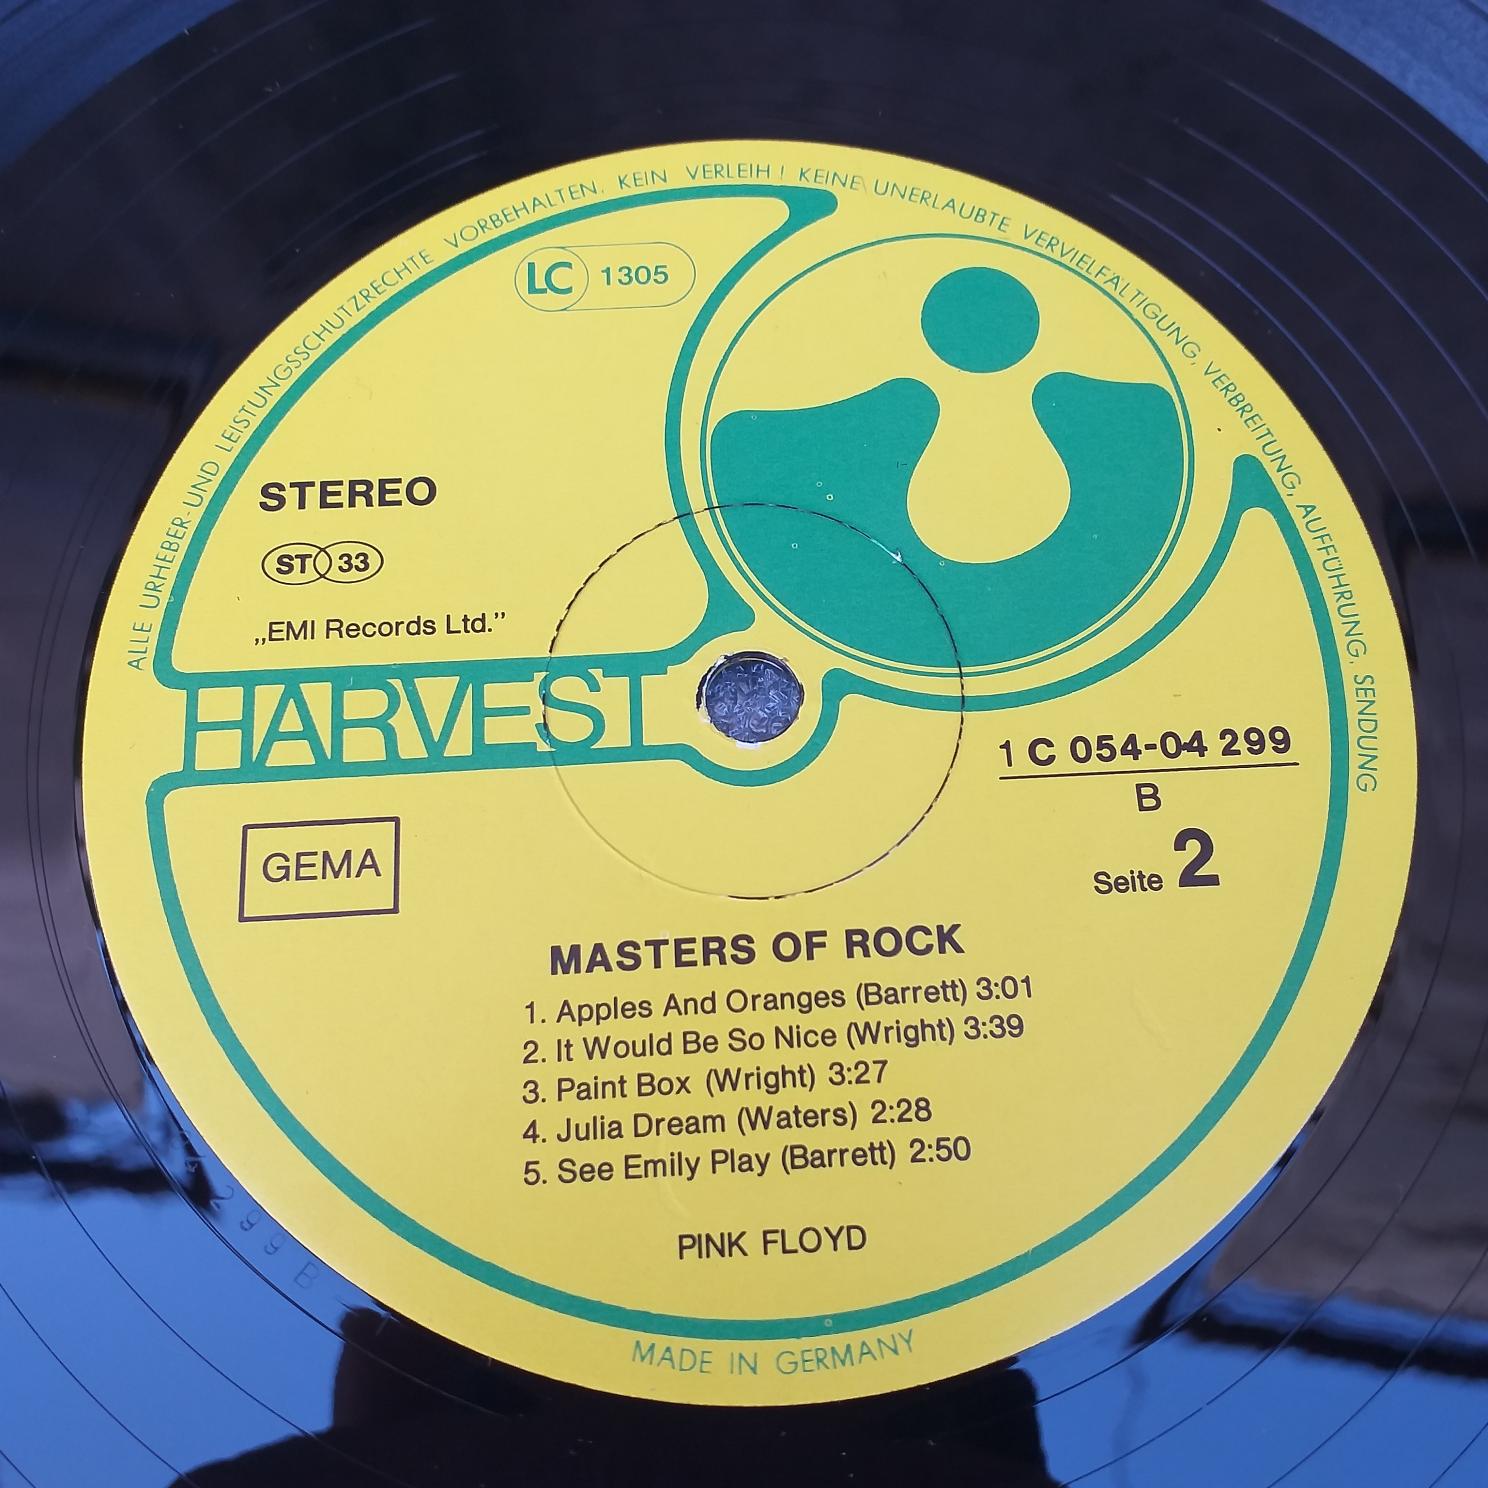 ALLE URHEBER- UND LEISTUNGSSCHUTZRECHTE VORBEHALTEN. KEIN VERLEIH! KEINE UNERLAUBTE VERVIELFÄLTIGUNG, VERBREITUNG, AUFFÜHRUNG, SENDUNG
LC 1305
STEREO
ST 33
„EMI Records Ltd.”
HARVEST
1 C 054-04 299
B
Seite 2
GEMA
MASTERS OF ROCK
1. Apples And Oranges (Barrett) 3:01
2. It Would Be So Nice (Wright) 3:39
3. Paint Box (Wright) 3:27
4. Julia Dream (Waters) 2:28
5. See Emily Play (Barrett) 2:50
PINK FLOYD
MADE IN GERMANY
299 B